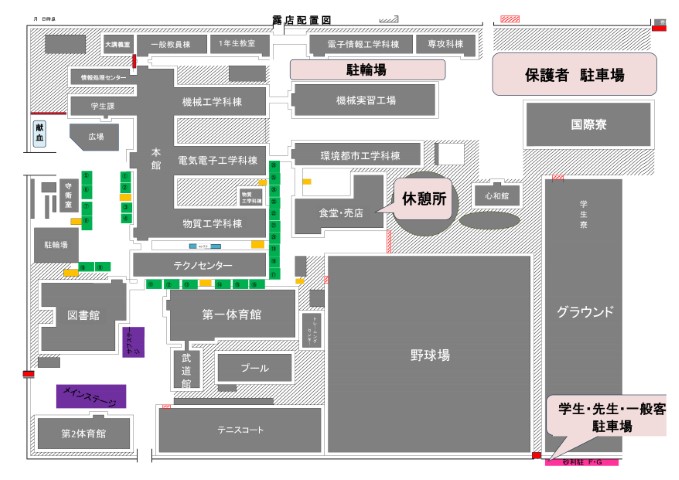 露店配置図
大講義室
一般教員棟
1年生教室
電子情報工学科棟
専攻科棟
情報処理センター
駐輪場
保護者 駐車場
学生課
機械工学科棟
機械実習工場
献血
広場
本館
国際寮
電気電子工学科棟
環境都市工学科棟
守衛室
物質
工学科棟
心和館
休憩所
学生寮
食堂・売店
物質工学科棟
駐輪場
テクノセンター
図書館
第一体育館
グラウンド
野球場
武道館
プール
メインステージ
学生・先生・一般客
駐車場
第2体育館
テニスコート
砂利駐 P-G